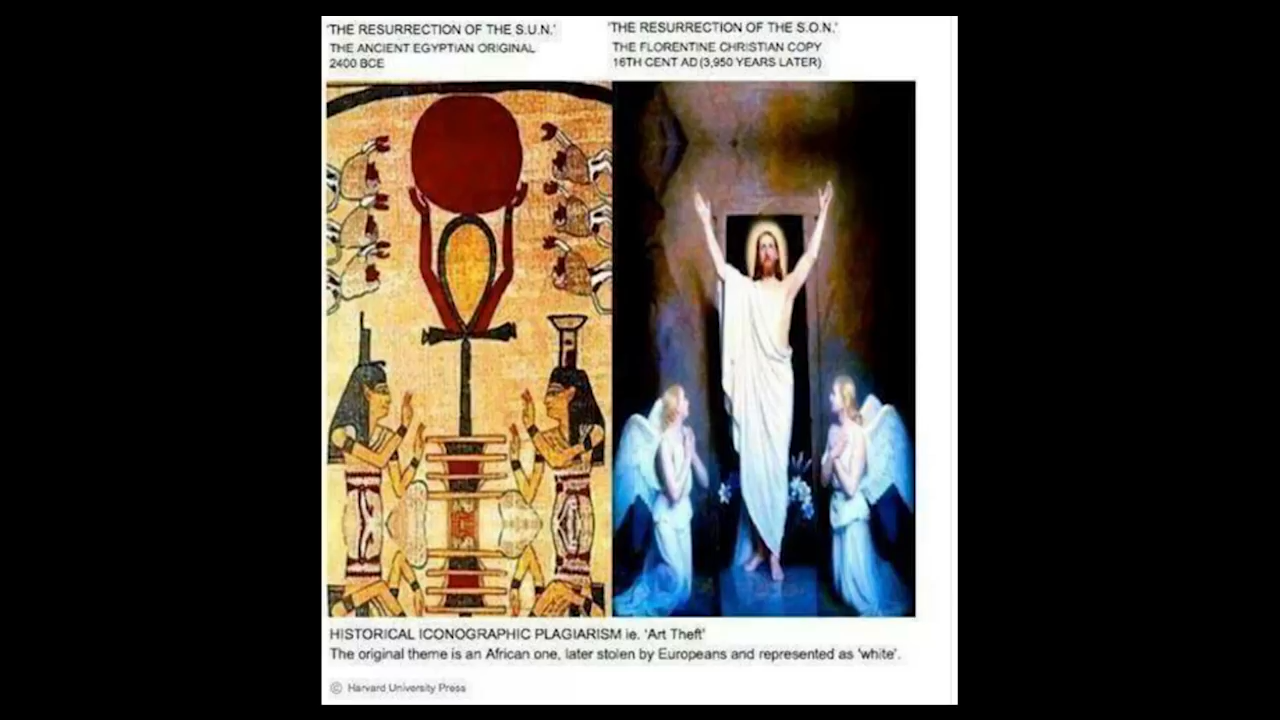 'THE RESURRECTION OF THE S.U.N.'
THE ANCIENT EGYPTIAN ORIGINAL
2400 BCE
'THE RESURRECTION OF THE S.O.N.'
THE FLORENTINE CHRISTIAN COPY
16TH CENT AD (3,950 YEARS LATER)
HISTORICAL ICONOGRAPHIC PLAGIARISM ie. 'Art Theft'
The original theme is an African one, later stolen by Europeans and represented as 'white'.
© Harvard University Press